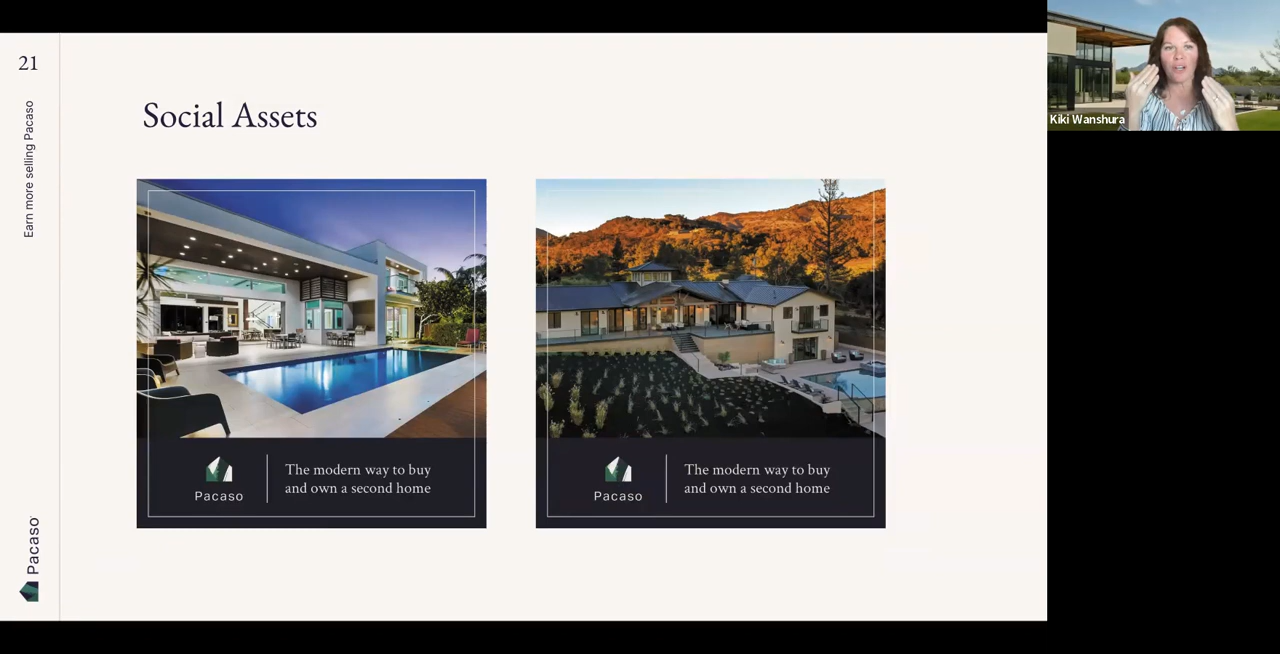 21
Earn more selling Pacaso
Pacaso
Social Assets
Pacaso
The modern way to buy
and own a second home
Pacaso
The modern way to buy
and own a second home
Kiki Wanshura